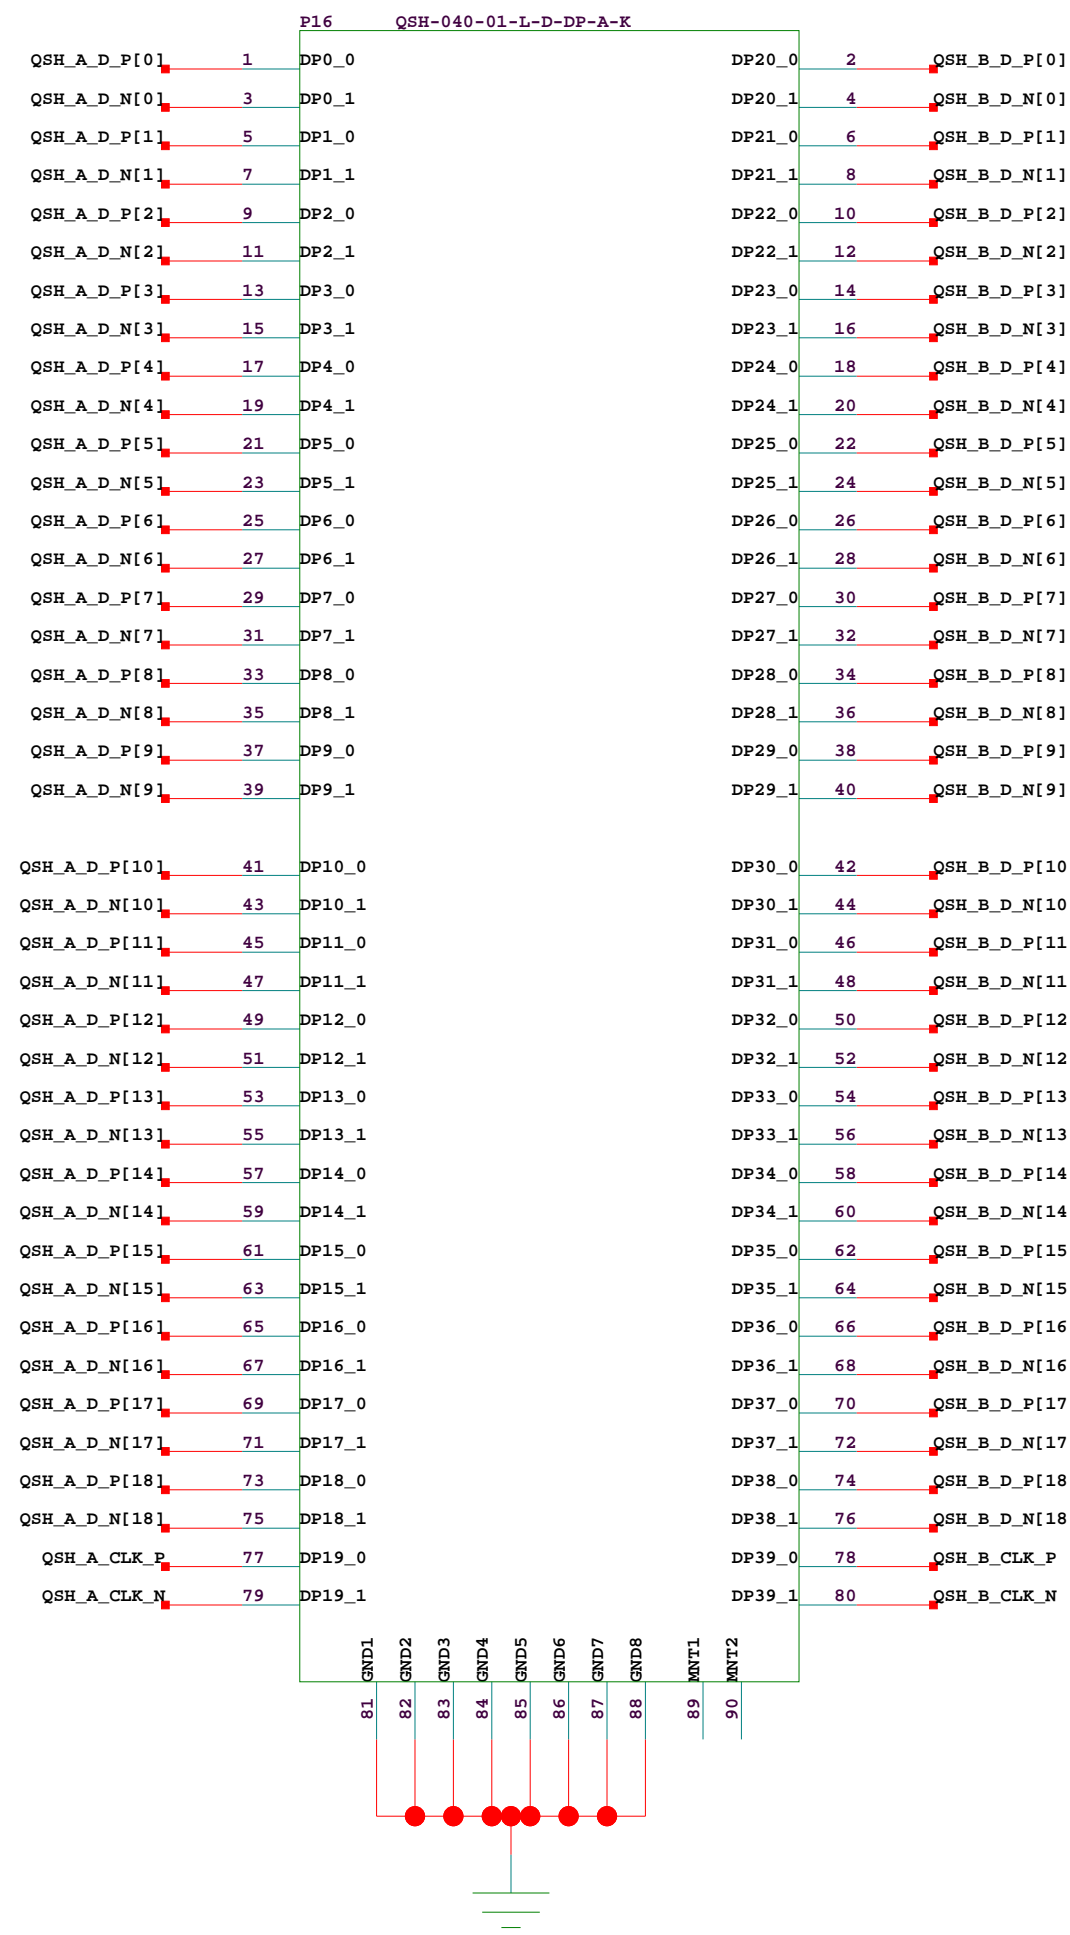 P16 QSH-040-01-L-D-DP-A-K
QSH_A_D_P[0] 1 DP0_0 DP20_0 2 QSH_B_D_P[0]
QSH_A_D_N[0] 3 DP0_1 DP20_1 4 QSH_B_D_N[0]
QSH_A_D_P[1] 5 DP1_0 DP21_0 6 QSH_B_D_P[1]
QSH_A_D_N[1] 7 DP1_1 DP21_1 8 QSH_B_D_N[1]
QSH_A_D_P[2] 9 DP2_0 DP22_0 10 QSH_B_D_P[2]
QSH_A_D_N[2] 11 DP2_1 DP22_1 12 QSH_B_D_N[2]
QSH_A_D_P[3] 13 DP3_0 DP23_0 14 QSH_B_D_P[3]
QSH_A_D_N[3] 15 DP3_1 DP23_1 16 QSH_B_D_N[3]
QSH_A_D_P[4] 17 DP4_0 DP24_0 18 QSH_B_D_P[4]
QSH_A_D_N[4] 19 DP4_1 DP24_1 20 QSH_B_D_N[4]
QSH_A_D_P[5] 21 DP5_0 DP25_0 22 QSH_B_D_P[5]
QSH_A_D_N[5] 23 DP5_1 DP25_1 24 QSH_B_D_N[5]
QSH_A_D_P[6] 25 DP6_0 DP26_0 26 QSH_B_D_P[6]
QSH_A_D_N[6] 27 DP6_1 DP26_1 28 QSH_B_D_N[6]
QSH_A_D_P[7] 29 DP7_0 DP27_0 30 QSH_B_D_P[7]
QSH_A_D_N[7] 31 DP7_1 DP27_1 32 QSH_B_D_N[7]
QSH_A_D_P[8] 33 DP8_0 DP28_0 34 QSH_B_D_P[8]
QSH_A_D_N[8] 35 DP8_1 DP28_1 36 QSH_B_D_N[8]
QSH_A_D_P[9] 37 DP9_0 DP29_0 38 QSH_B_D_P[9]
QSH_A_D_N[9] 39 DP9_1 DP29_1 40 QSH_B_D_N[9]
QSH_A_D_P[10] 41 DP10_0 DP30_0 42 QSH_B_D_P[10
QSH_A_D_N[10] 43 DP10_1 DP30_1 44 QSH_B_D_N[10
QSH_A_D_P[11] 45 DP11_0 DP31_0 46 QSH_B_D_P[11
QSH_A_D_N[11] 47 DP11_1 DP31_1 48 QSH_B_D_N[11
QSH_A_D_P[12] 49 DP12_0 DP32_0 50 QSH_B_D_P[12
QSH_A_D_N[12] 51 DP12_1 DP32_1 52 QSH_B_D_N[12
QSH_A_D_P[13] 53 DP13_0 DP33_0 54 QSH_B_D_P[13
QSH_A_D_N[13] 55 DP13_1 DP33_1 56 QSH_B_D_N[13
QSH_A_D_P[14] 57 DP14_0 DP34_0 58 QSH_B_D_P[14
QSH_A_D_N[14] 59 DP14_1 DP34_1 60 QSH_B_D_N[14
QSH_A_D_P[15] 61 DP15_0 DP35_0 62 QSH_B_D_P[15
QSH_A_D_N[15] 63 DP15_1 DP35_1 64 QSH_B_D_N[15
QSH_A_D_P[16] 65 DP16_0 DP36_0 66 QSH_B_D_P[16
QSH_A_D_N[16] 67 DP16_1 DP36_1 68 QSH_B_D_N[16
QSH_A_D_P[17] 69 DP17_0 DP37_0 70 QSH_B_D_P[17
QSH_A_D_N[17] 71 DP17_1 DP37_1 72 QSH_B_D_N[17
QSH_A_D_P[18] 73 DP18_0 DP38_0 74 QSH_B_D_P[18
QSH_A_D_N[18] 75 DP18_1 DP38_1 76 QSH_B_D_N[18
QSH_A_CLK_P 77 DP19_0 DP39_0 78 QSH_B_CLK_P
QSH_A_CLK_N 79 DP19_1 DP39_1 80 QSH_B_CLK_N
GND1 GND2 GND3 GND4 GND5 GND6 GND7 GND8 MNT1 MNT2
81 82 83 84 85 86 87 88 89 90